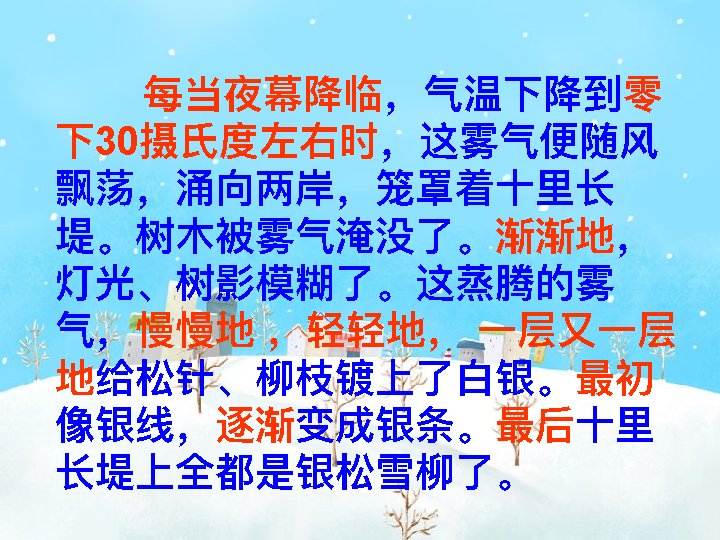 每当夜幕降临，气温下降到零
下30摄氏度左右时，这雾气便随风
飘荡，涌向两岸，笼罩着十里长
堤。树木被雾气淹没了。渐渐地，
灯光、树影模糊了。这蒸腾的雾
气，慢慢地，轻轻地，一层又一层
地给松针、柳枝镀上了白银。最初
像银线，逐渐变成银条。最后十里
长堤上全都是银松雪柳了。